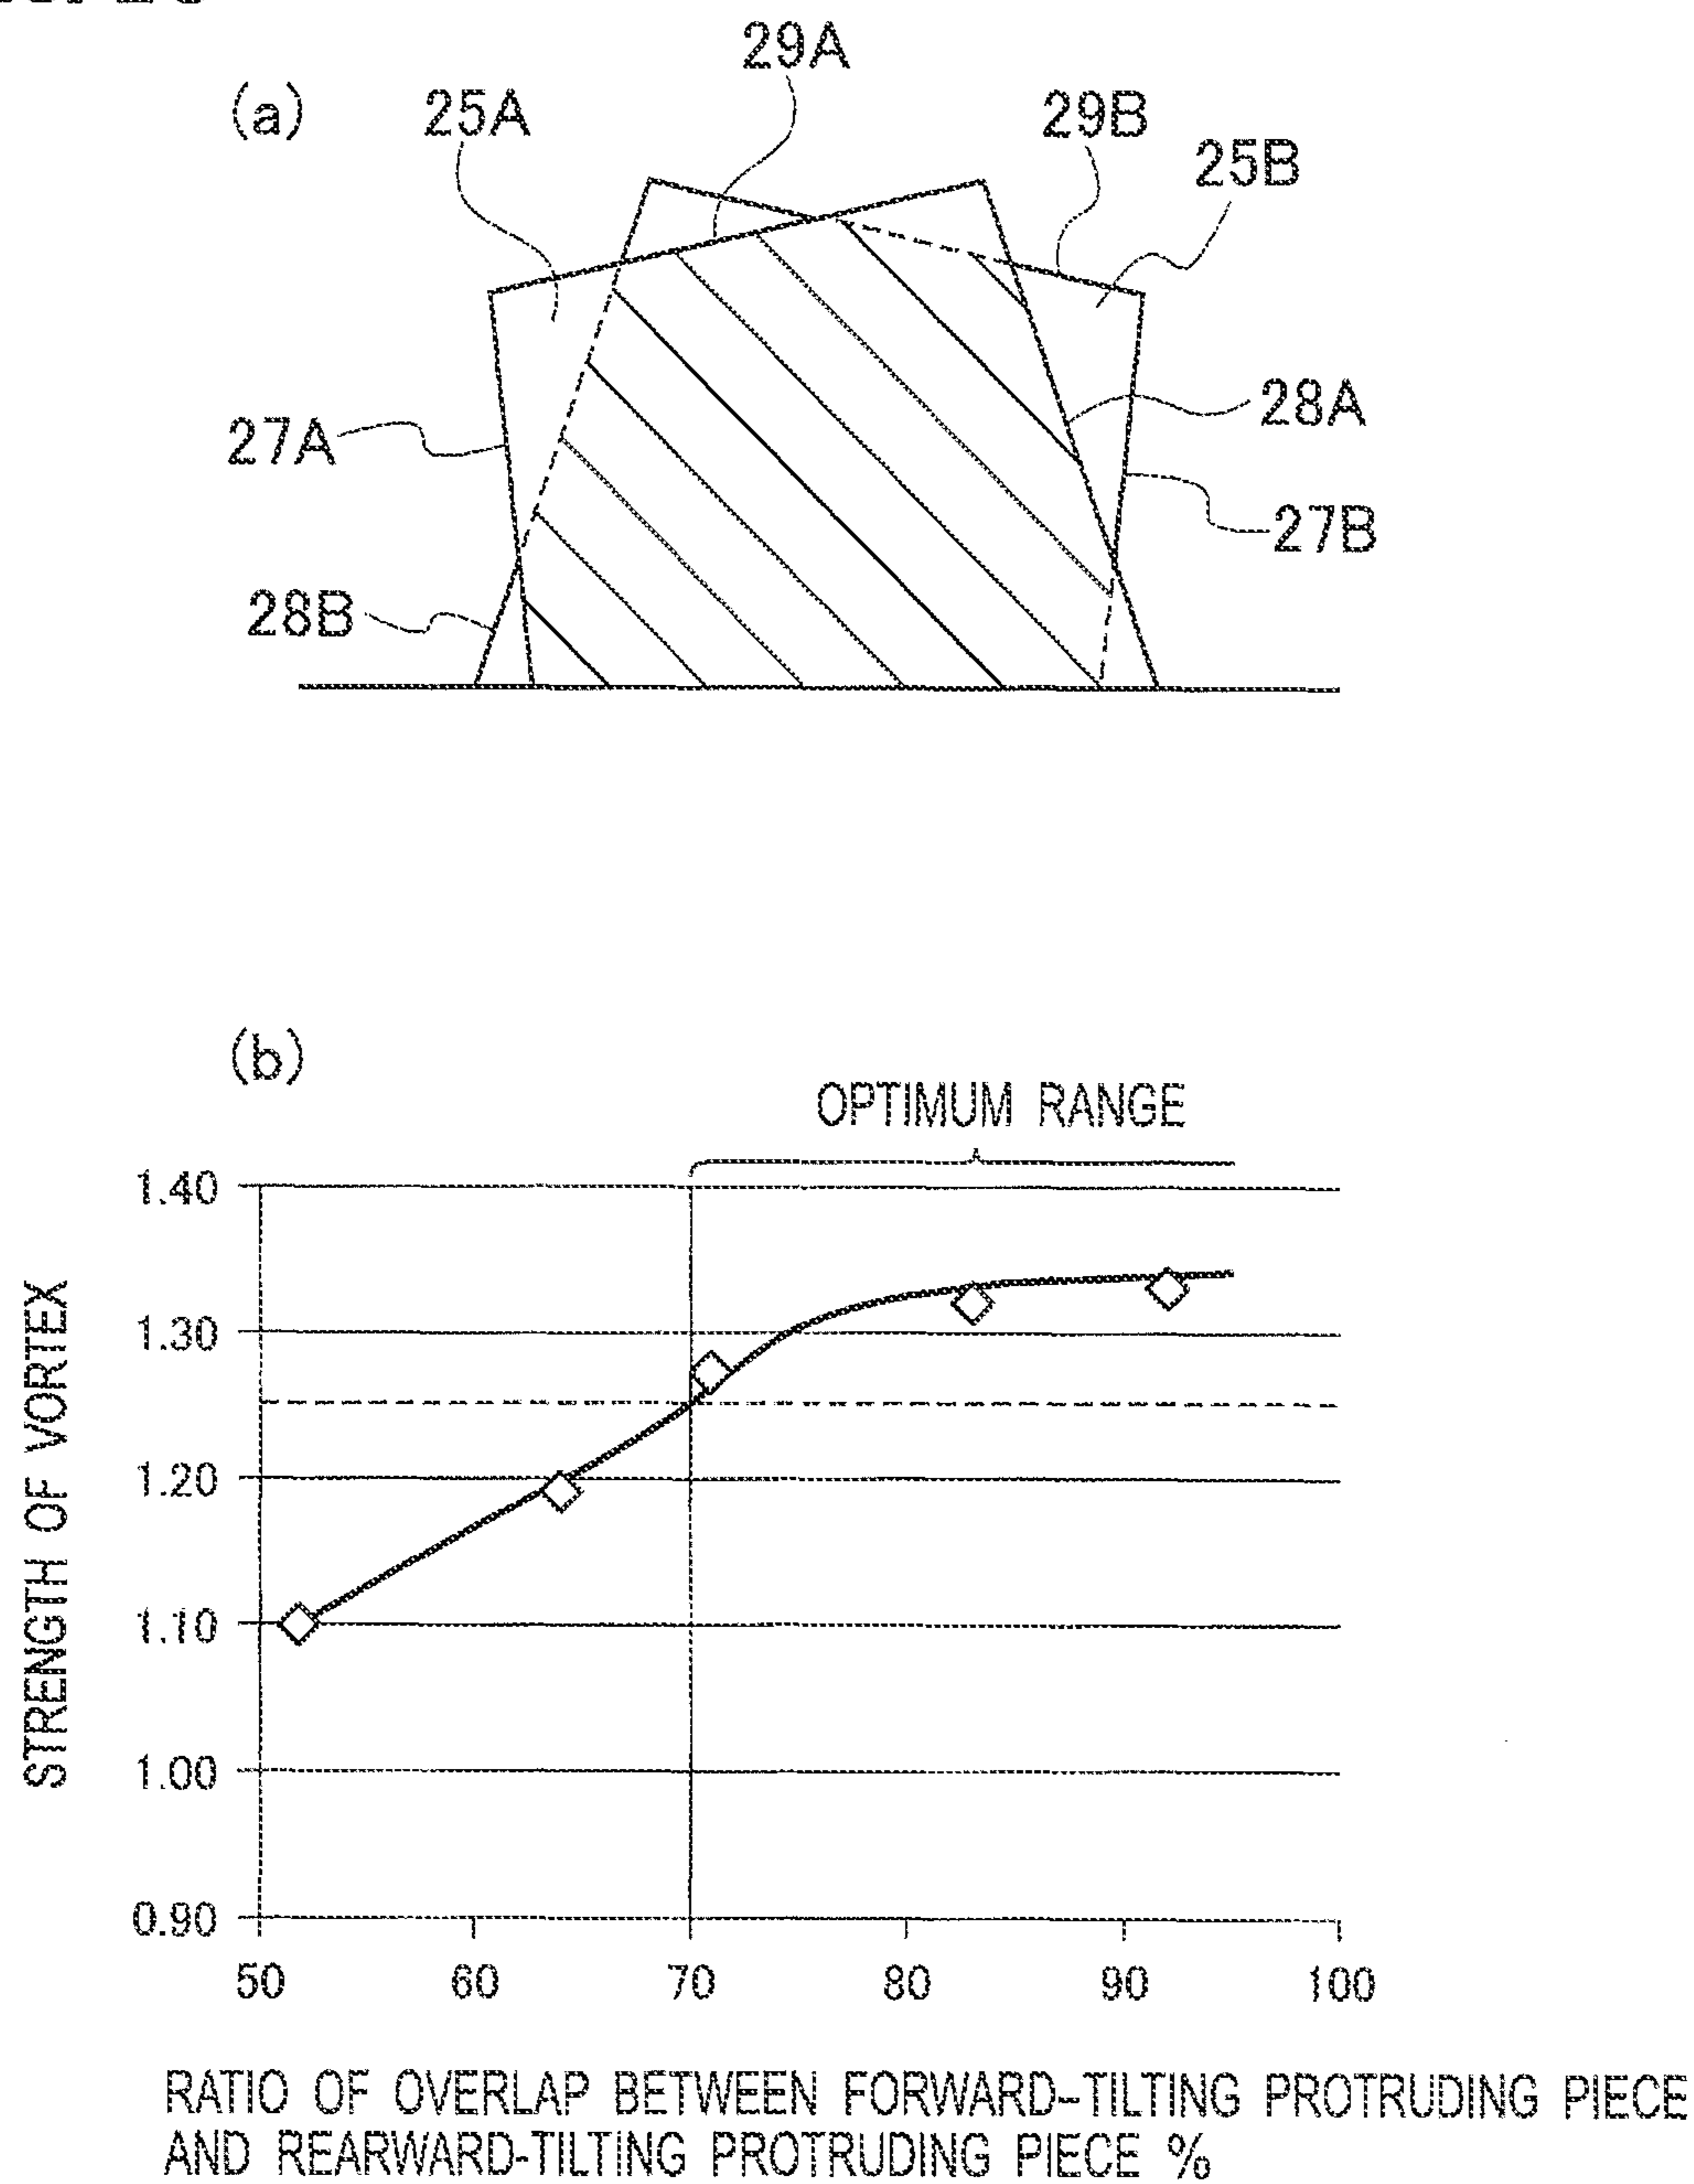 29A
(a)
25A
29B
25B
28A
27A
27B
28B
(b)
OPTIMUM RANGE
1.40
1.30
1.20
1.10
1.00
0.90
STRENGTH OF VORTEX
50 60 70 80 90 100
RATIO OF OVERLAP BETWEEN FORWARD-TILTING PROTRUDING PIECE
AND REARWARD-TILTING PROTRUDING PIECE %